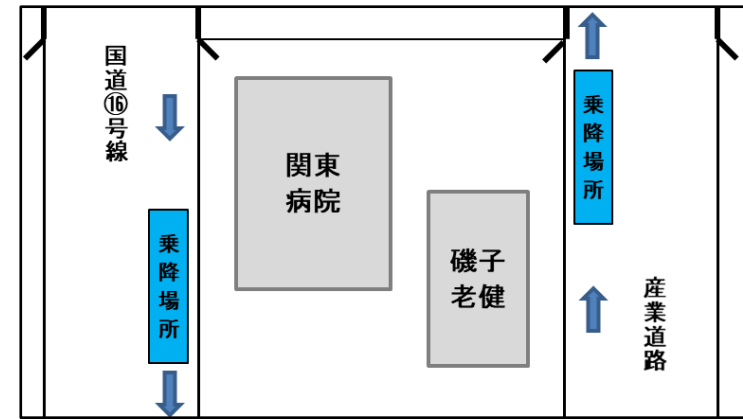 国道⑯号線
乗降場所
関東
病院
磯子
老健
乗降場所
産業道路